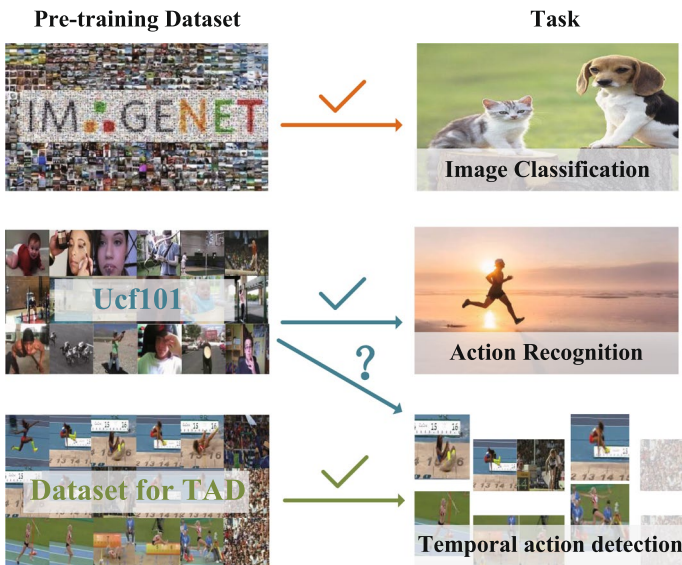 Pre-training Dataset
Task
IMAGENET
Image Classification
Ucf101
Action Recognition
?
Dataset for TAD
Temporal action detection